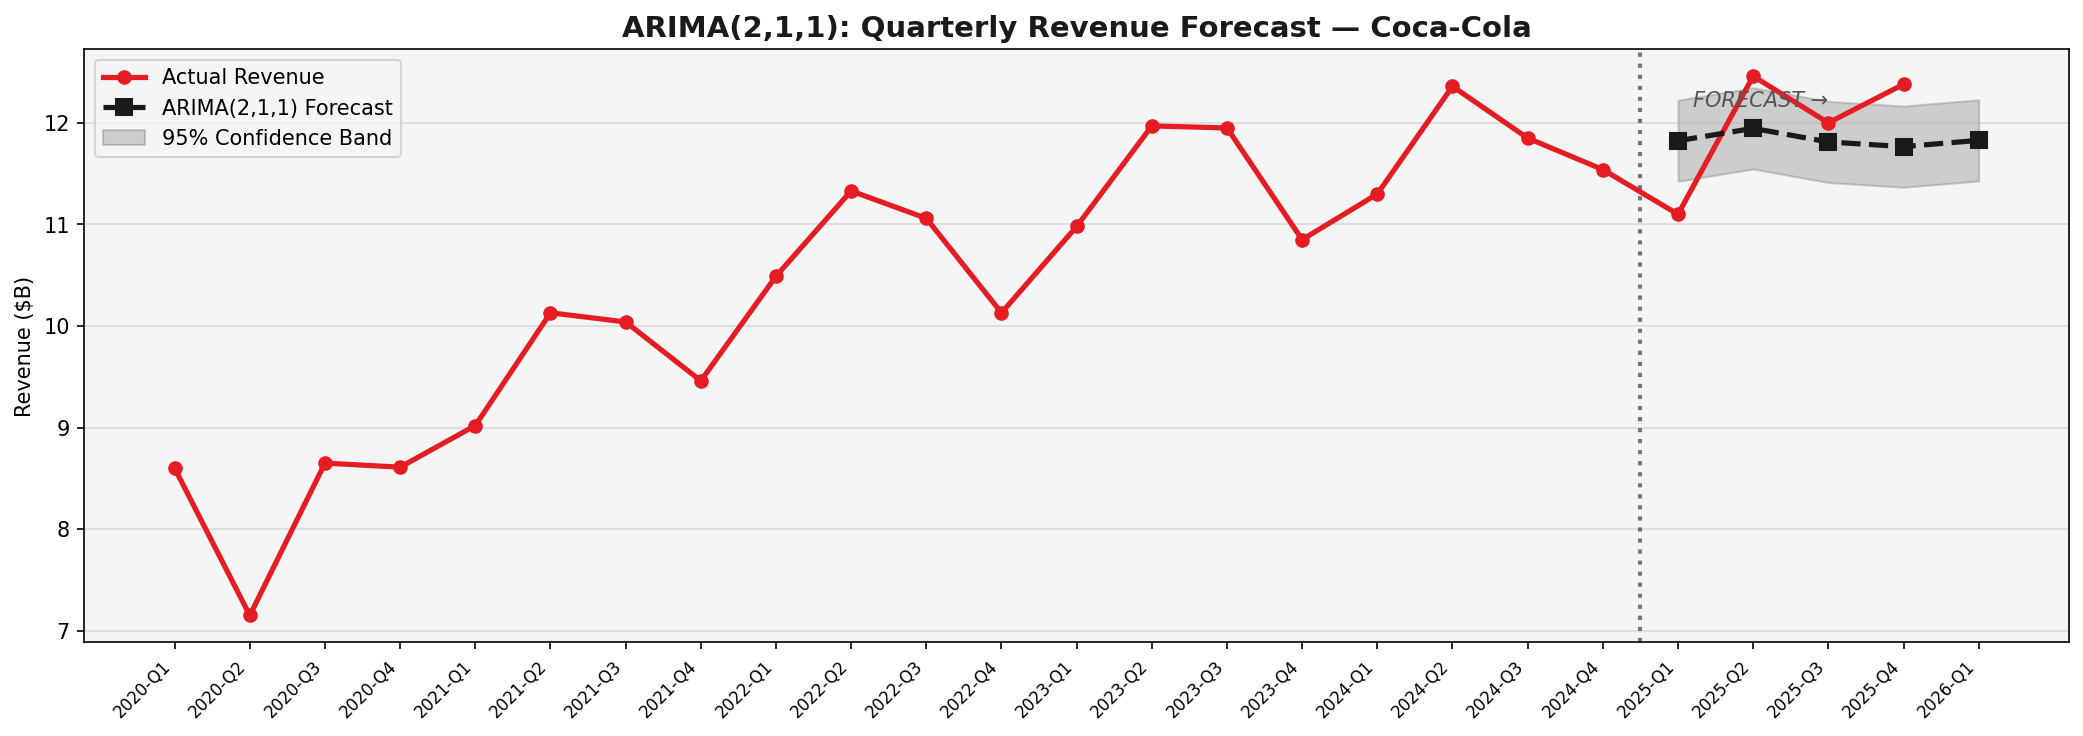 ARIMA(2,1,1): Quarterly Revenue Forecast — Coca-Cola
Actual Revenue
ARIMA(2,1,1) Forecast
95% Confidence Band
FORECAST →
Revenue ($B)
12
11
10
9
8
7
2020-Q1
2020-Q2
2020-Q3
2020-Q4
2021-Q1
2021-Q2
2021-Q3
2021-Q4
2022-Q1
2022-Q2
2022-Q3
2022-Q4
2023-Q1
2023-Q2
2023-Q3
2023-Q4
2024-Q1
2024-Q2
2024-Q3
2024-Q4
2025-Q1
2025-Q2
2025-Q3
2025-Q4
2026-Q1